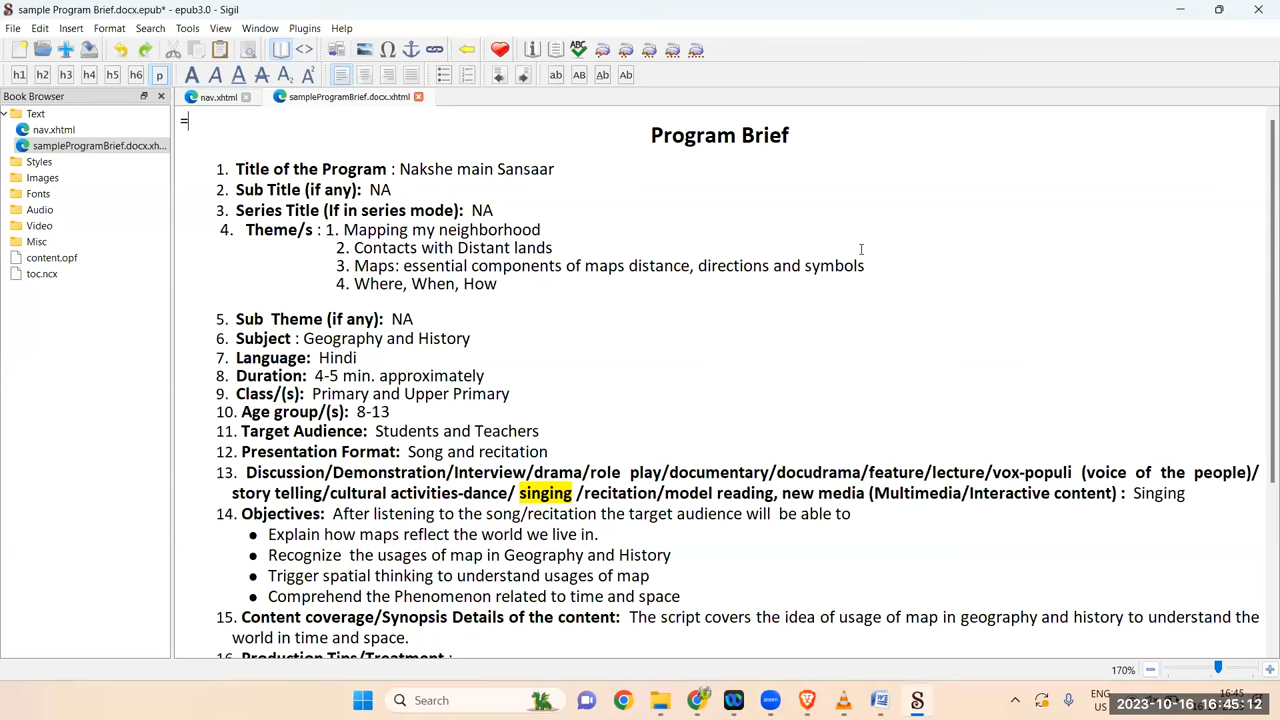 sample Program Brief.docx.epub* - epub3.0 - Sigil
File Edit Insert Format Search Tools View Window Plugins Help
h1 h2 h3 h4 h5 h6 p
Book Browser
nav.xhtml
sampleProgramBrief.docx.xhtml
Text
nav.xhtml
sampleProgramBrief.docx.xh...
Styles
Images
Fonts
Audio
Video
Misc
content.opf
toc.ncx
=
Program Brief
1. Title of the Program : Nakshe main Sansaar
2. Sub Title (if any): NA
3. Series Title (If in series mode): NA
4. Theme/s : 1. Mapping my neighborhood
2. Contacts with Distant lands
3. Maps: essential components of maps distance, directions and symbols
4. Where, When, How
5. Sub Theme (if any): NA
6. Subject : Geography and History
7. Language: Hindi
8. Duration: 4-5 min. approximately
9. Class/(s): Primary and Upper Primary
10. Age group/(s): 8-13
11. Target Audience: Students and Teachers
12. Presentation Format: Song and recitation
13. Discussion/Demonstration/Interview/drama/role play/documentary/docudrama/feature/lecture/vox-populi (voice of the people)/
story telling/cultural activities-dance/ singing /recitation/model reading, new media (Multimedia/Interactive content) : Singing
14. Objectives: After listening to the song/recitation the target audience will be able to
● Explain how maps reflect the world we live in.
● Recognize the usages of map in Geography and History
● Trigger spatial thinking to understand usages of map
● Comprehend the Phenomenon related to time and space
15. Content coverage/Synopsis Details of the content: The script covers the idea of usage of map in geography and history to understand the
world in time and space.
16. Production Tips/Treatment :
170%
Search
ENG
16:45
2023-10-16 16:45:12